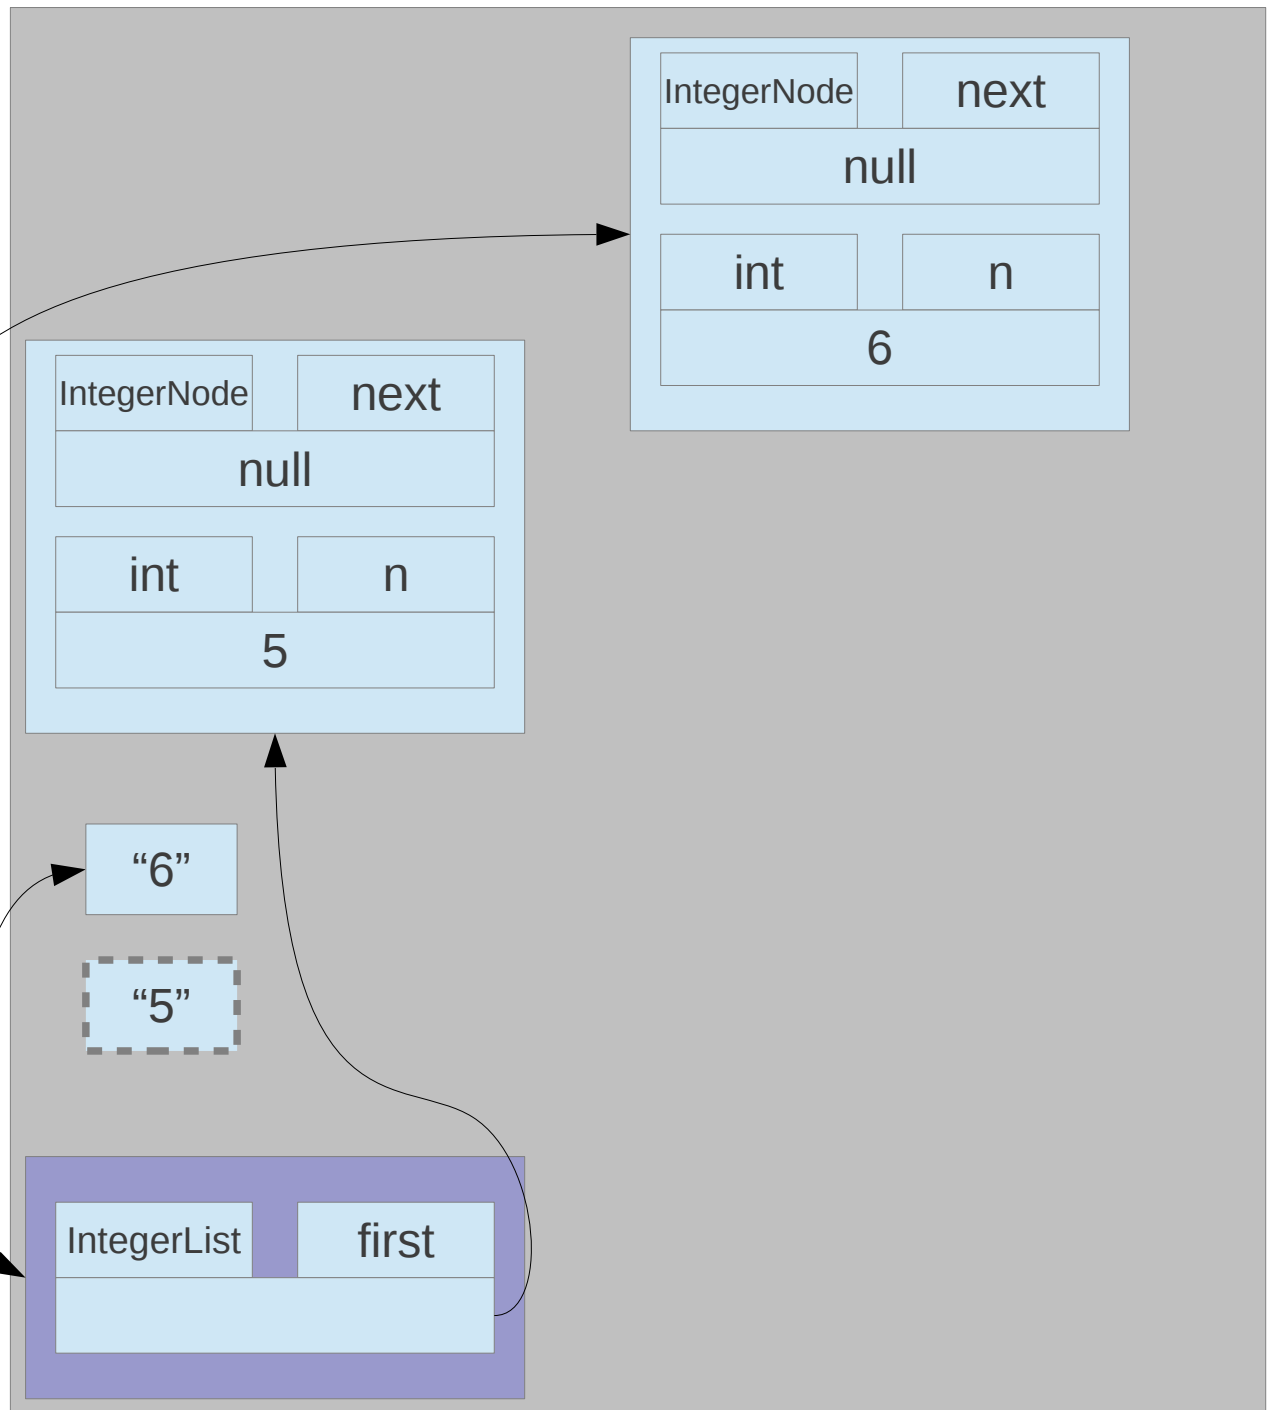 IntegerNode next
null
int n
6
IntegerNode next
null
int n
5
“6”
“5”
IntegerList first